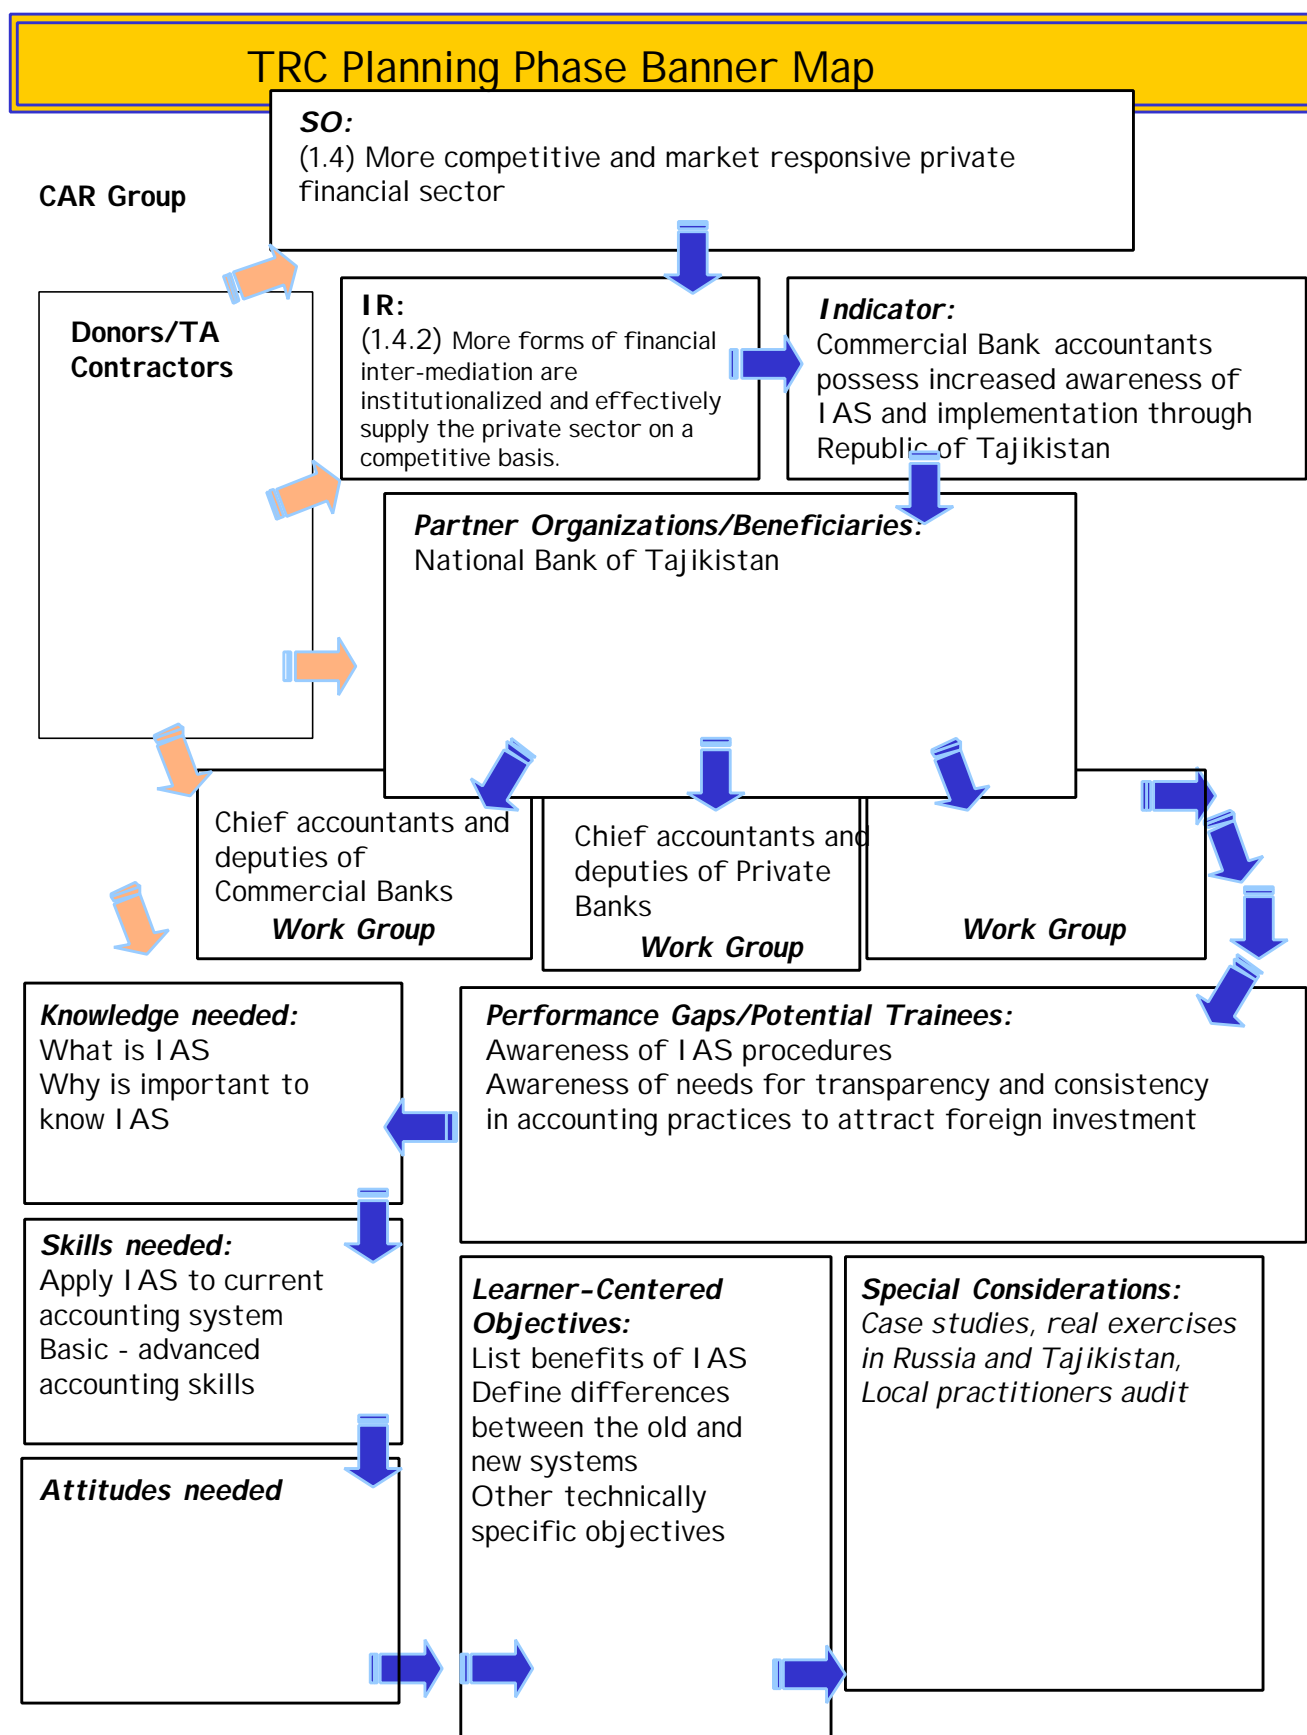 TRC Planning Phase Banner Map
SO:
(1.4) More competitive and market responsive private
financial sector
CAR Group
Donors/TA
Contractors
IR:
(1.4.2) More forms of financial
inter-mediation are
institutionalized and effectively
supply the private sector on a
competitive basis.
Indicator:
Commercial Bank accountants
possess increased awareness of
IAS and implementation through
Republic of Tajikistan
Partner Organizations/Beneficiaries:
National Bank of Tajikistan
Chief accountants and
deputies of
Commercial Banks
Work Group
Chief accountants and
deputies of Private
Banks
Work Group
Work Group
Knowledge needed:
What is IAS
Why is important to
know IAS
Performance Gaps/Potential Trainees:
Awareness of IAS procedures
Awareness of needs for transparency and consistency
in accounting practices to attract foreign investment
Skills needed:
Apply IAS to current
accounting system
Basic - advanced
accounting skills
Attitudes needed
Learner-Centered
Objectives:
List benefits of IAS
Define differences
between the old and
new systems
Other technically
specific objectives
Special Considerations:
Case studies, real exercises
in Russia and Tajikistan,
Local practitioners audit